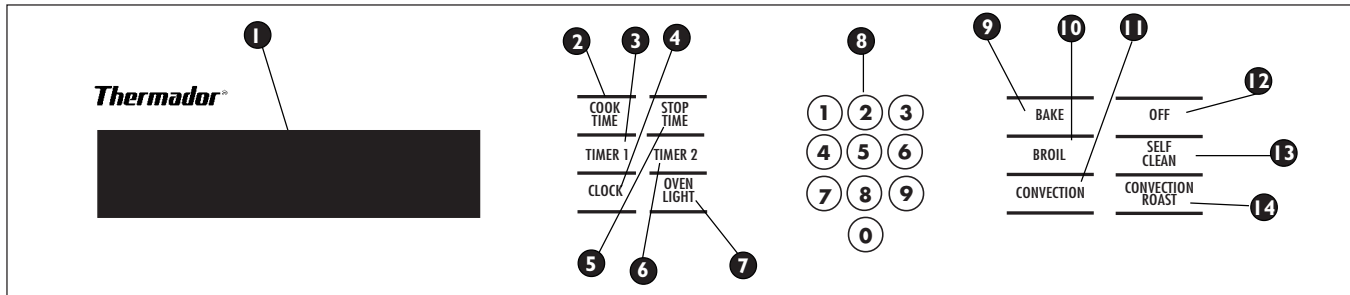 1
2
3
4
8
9
10
11
12
Thermador®
COOK TIME
STOP TIME
TIMER 1
TIMER 2
CLOCK
OVEN LIGHT
1 2 3
4 5 6
7 8 9
0
BAKE
OFF
BROIL
SELF CLEAN
CONVECTION
CONVECTION ROAST
13
14
5
6
7